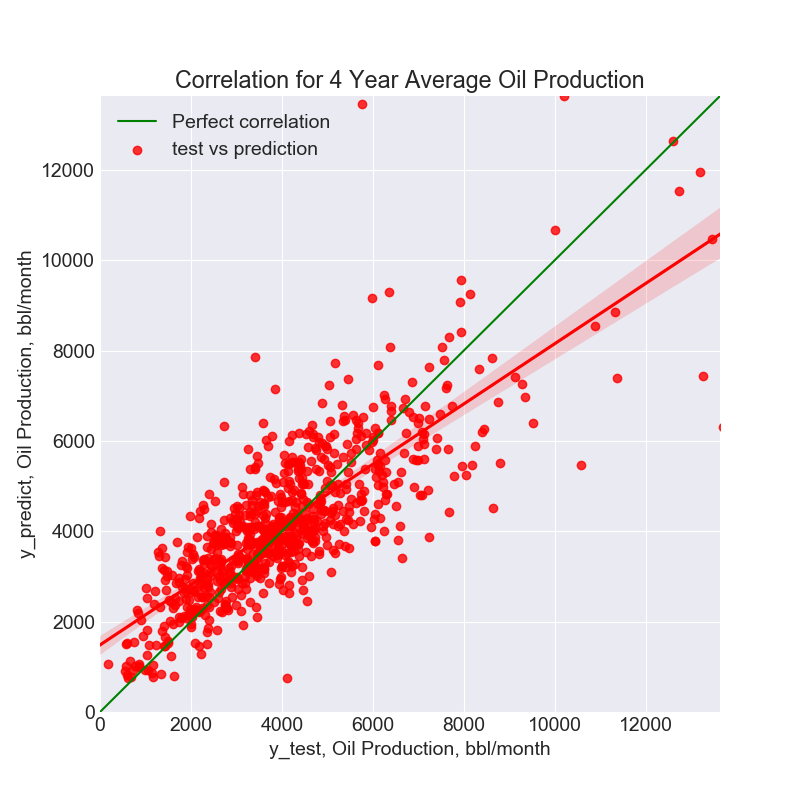 Correlation for 4 Year Average Oil Production
Perfect correlation
test vs prediction
12000
10000
8000
6000
4000
2000
0
y_predict, Oil Production, bbl/month
0 2000 4000 6000 8000 10000 12000
y_test, Oil Production, bbl/month